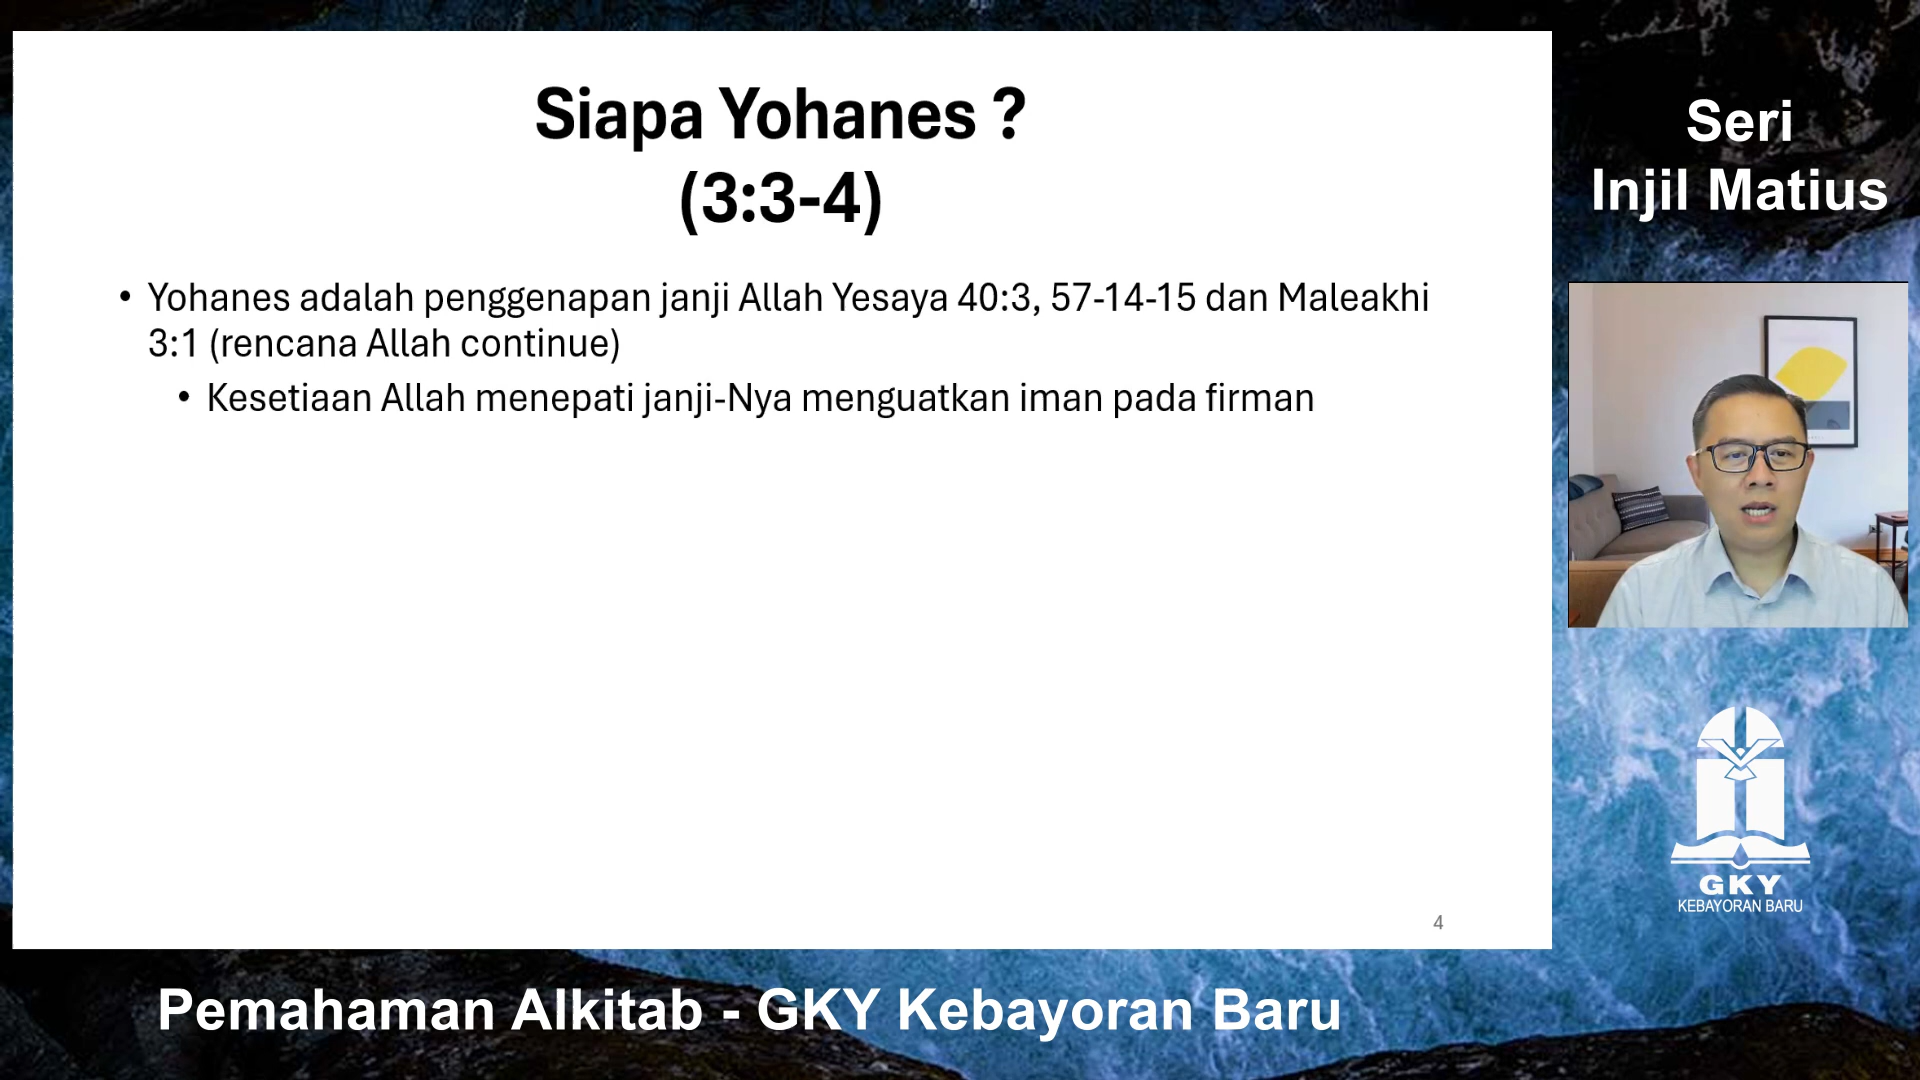 Siapa Yohanes ?
(3:3-4)
• Yohanes adalah penggenapan janji Allah Yesaya 40:3, 57-14-15 dan Maleakhi
3:1 (rencana Allah continue)
• Kesetiaan Allah menepati janji-Nya menguatkan iman pada firman
4
Seri
Injil Matius
GKY
KEBAYORAN BARU
Pemahaman Alkitab - GKY Kebayoran Baru